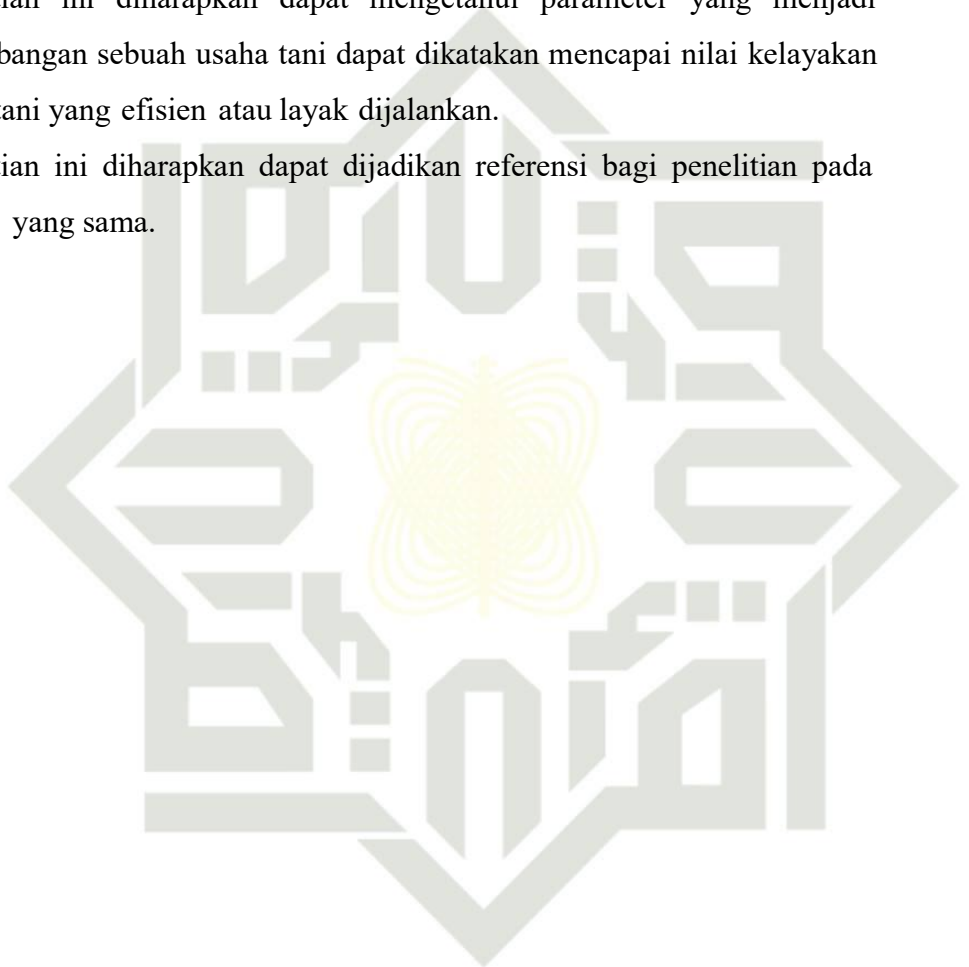 ini diharapkan dapat mengetahui parameter yang menjadi
bangan sebuah usaha tani dapat dikatakan mencapai nilai kelayakan
tani yang efisien atau layak dijalankan.
ian ini diharapkan dapat dijadikan referensi bagi penelitian pada
yang sama.